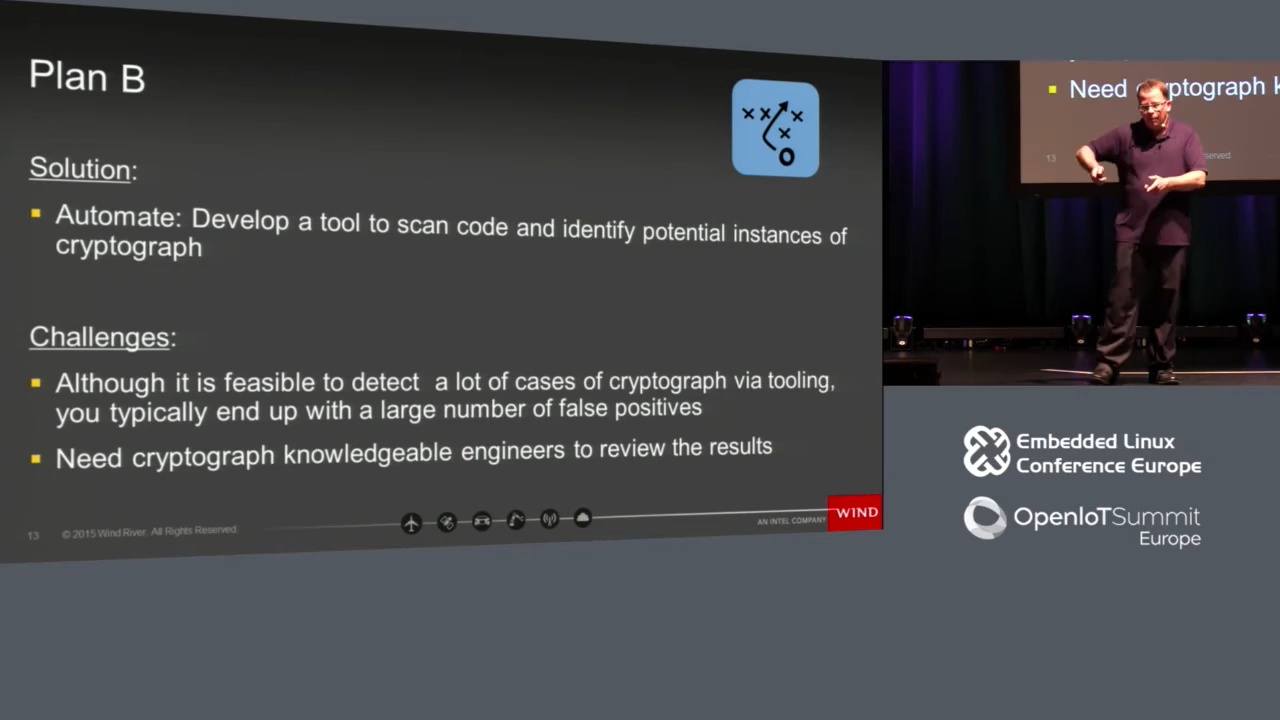 Plan B
Solution:
Automate: Develop a tool to scan code and identify potential instances of
cryptograph
Challenges:
Although it is feasible to detect a lot of cases of cryptograph via tooling,
you typically end up with a large number of false positives
Need cryptograph knowledgeable engineers to review the results
13 © 2015 Wind River. All Rights Reserved.
AN INTEL COMPANY
WIND
Need cryptograph k
13
served.
Embedded Linux
Conference Europe
OpenIoTSummit
Europe